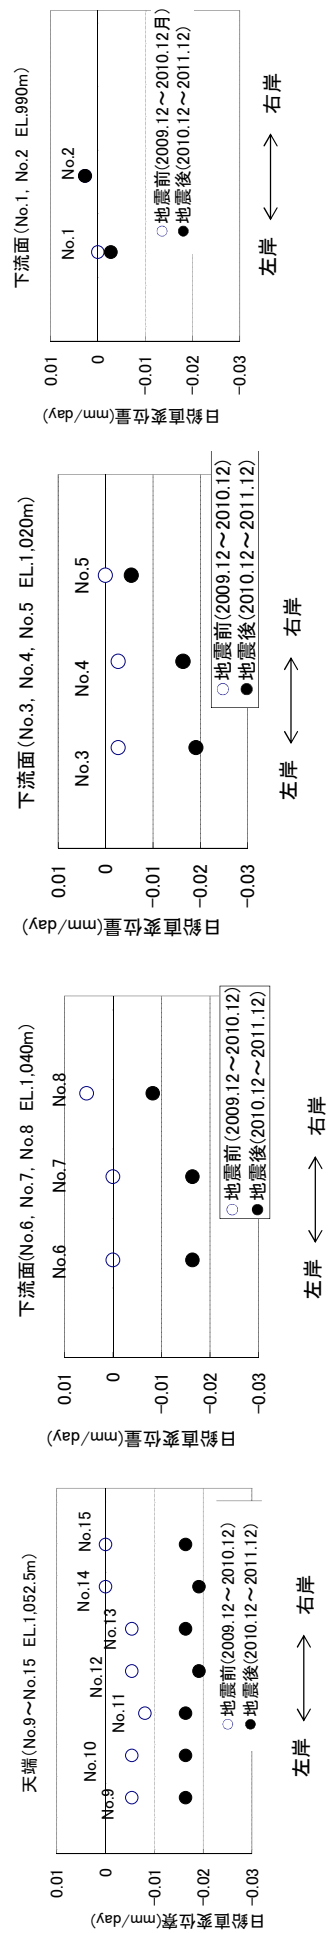 天端(No.9～No.15 EL.1,052.5m)
日鉛直変位寮(mm/day)
0.01
0
-0.01
-0.02
-0.03
No.9
No.10
No.11
No.12
No.13
No.14
No.15
○地震前(2009.12～2010.12)
●地震後(2010.12～2011.12)
左岸 ←→ 右岸
下流面(No.6, No.7, No.8 EL.1,040m)
日鉛直変位量(mm/day)
0.01
0
-0.01
-0.02
-0.03
No.6
No.7
No.8
○地震前(2009.12～2010.12)
●地震後(2010.12～2011.12)
左岸 ←→ 右岸
下流面(No.3, No.4, No.5 EL.1,020m)
日鉛直変位量(mm/day)
0.01
0
-0.01
-0.02
-0.03
No.3
No.4
No.5
○地震前(2009.12～2010.12)
●地震後(2010.12～2011.12)
左岸 ←→ 右岸
下流面(No.1, No.2 EL.990m)
日鉛直変位量(mm/day)
0.01
0
-0.01
-0.02
-0.03
No.1
No.2
○地震前(2009.12～2010.12月)
●地震後(2010.12～2011.12)
左岸 ←→ 右岸